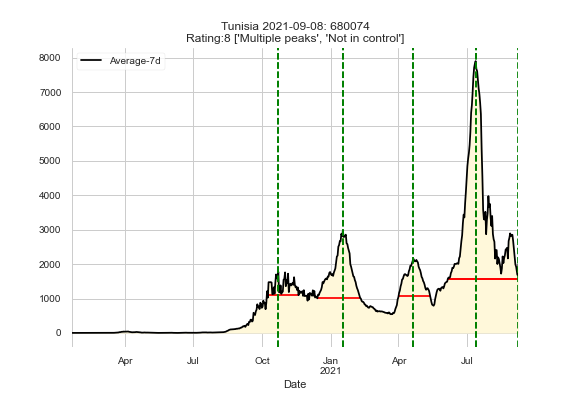 Tunisia 2021-09-08: 680074
Rating:8 ['Multiple peaks', 'Not in control']
Average-7d
8000
7000
6000
5000
4000
3000
2000
1000
0
Apr Jul Oct Jan Apr Jul
2021
Date